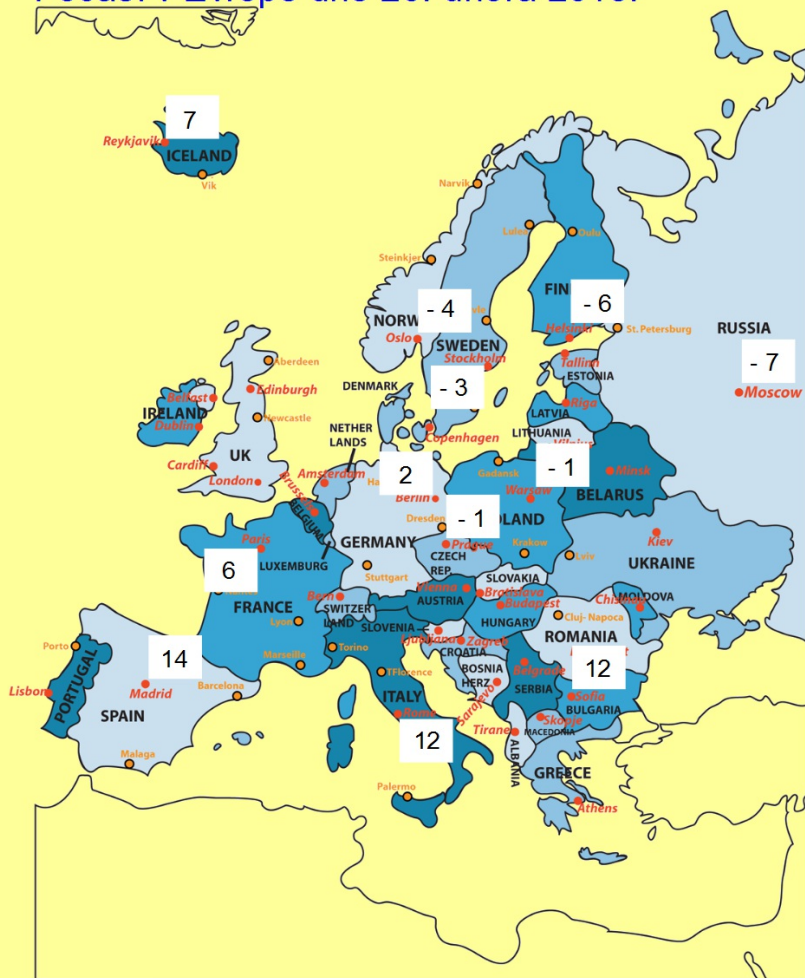 7
Reykjavik
ICELAND
Vik
Narvik
Lulea
Oulu
Steinkjer
FIN
- 6
- 4
NORW
Oslo
SWEDEN
Stockholm
Helsinki
St. Petersburg
RUSSIA
- 7
Moscow
Tallinn
ESTONIA
Aberdeen
Edinburgh
DENMARK
- 3
Belfast
IRELAND
Dublin
Newcastle
LATVIA
Riga
LITHUANIA
Copenhagen
NETHER
LANDS
UK
Cardiff
London
Amsterdam
Brussels
BELGIUM
2
Berlin
Gadansk
- 1
Minsk
BELARUS
Warsaw
Dresden
- 1
LAND
Paris
LUXEMBURG
GERMANY
Prague
CZECH
REP.
Krakow
Lviv
Kiev
UKRAINE
6
FRANCE
Stuttgart
SLOVAKIA
Bern
SWITZER
LAND
Vienna
AUSTRIA
Bratislava
Budapest
HUNGARY
MOLDOVA
Lyon
SLOVENIA
Ljubljana
Zagreb
CROATIA
Cluj- Napoca
ROMANIA
Porto
14
Marseille
Torino
TFlorence
BOSNIA
HERZ
Belgrade
SERBIA
12
Lisbon
PORTUGAL
Madrid
Barcelona
SPAIN
ITALY
Rome
Sarajevo
Sofia
BULGARIA
12
Tirane
Skopje
MACEDONIA
ALBANIA
GREECE
Malaga
Palermo
Athens